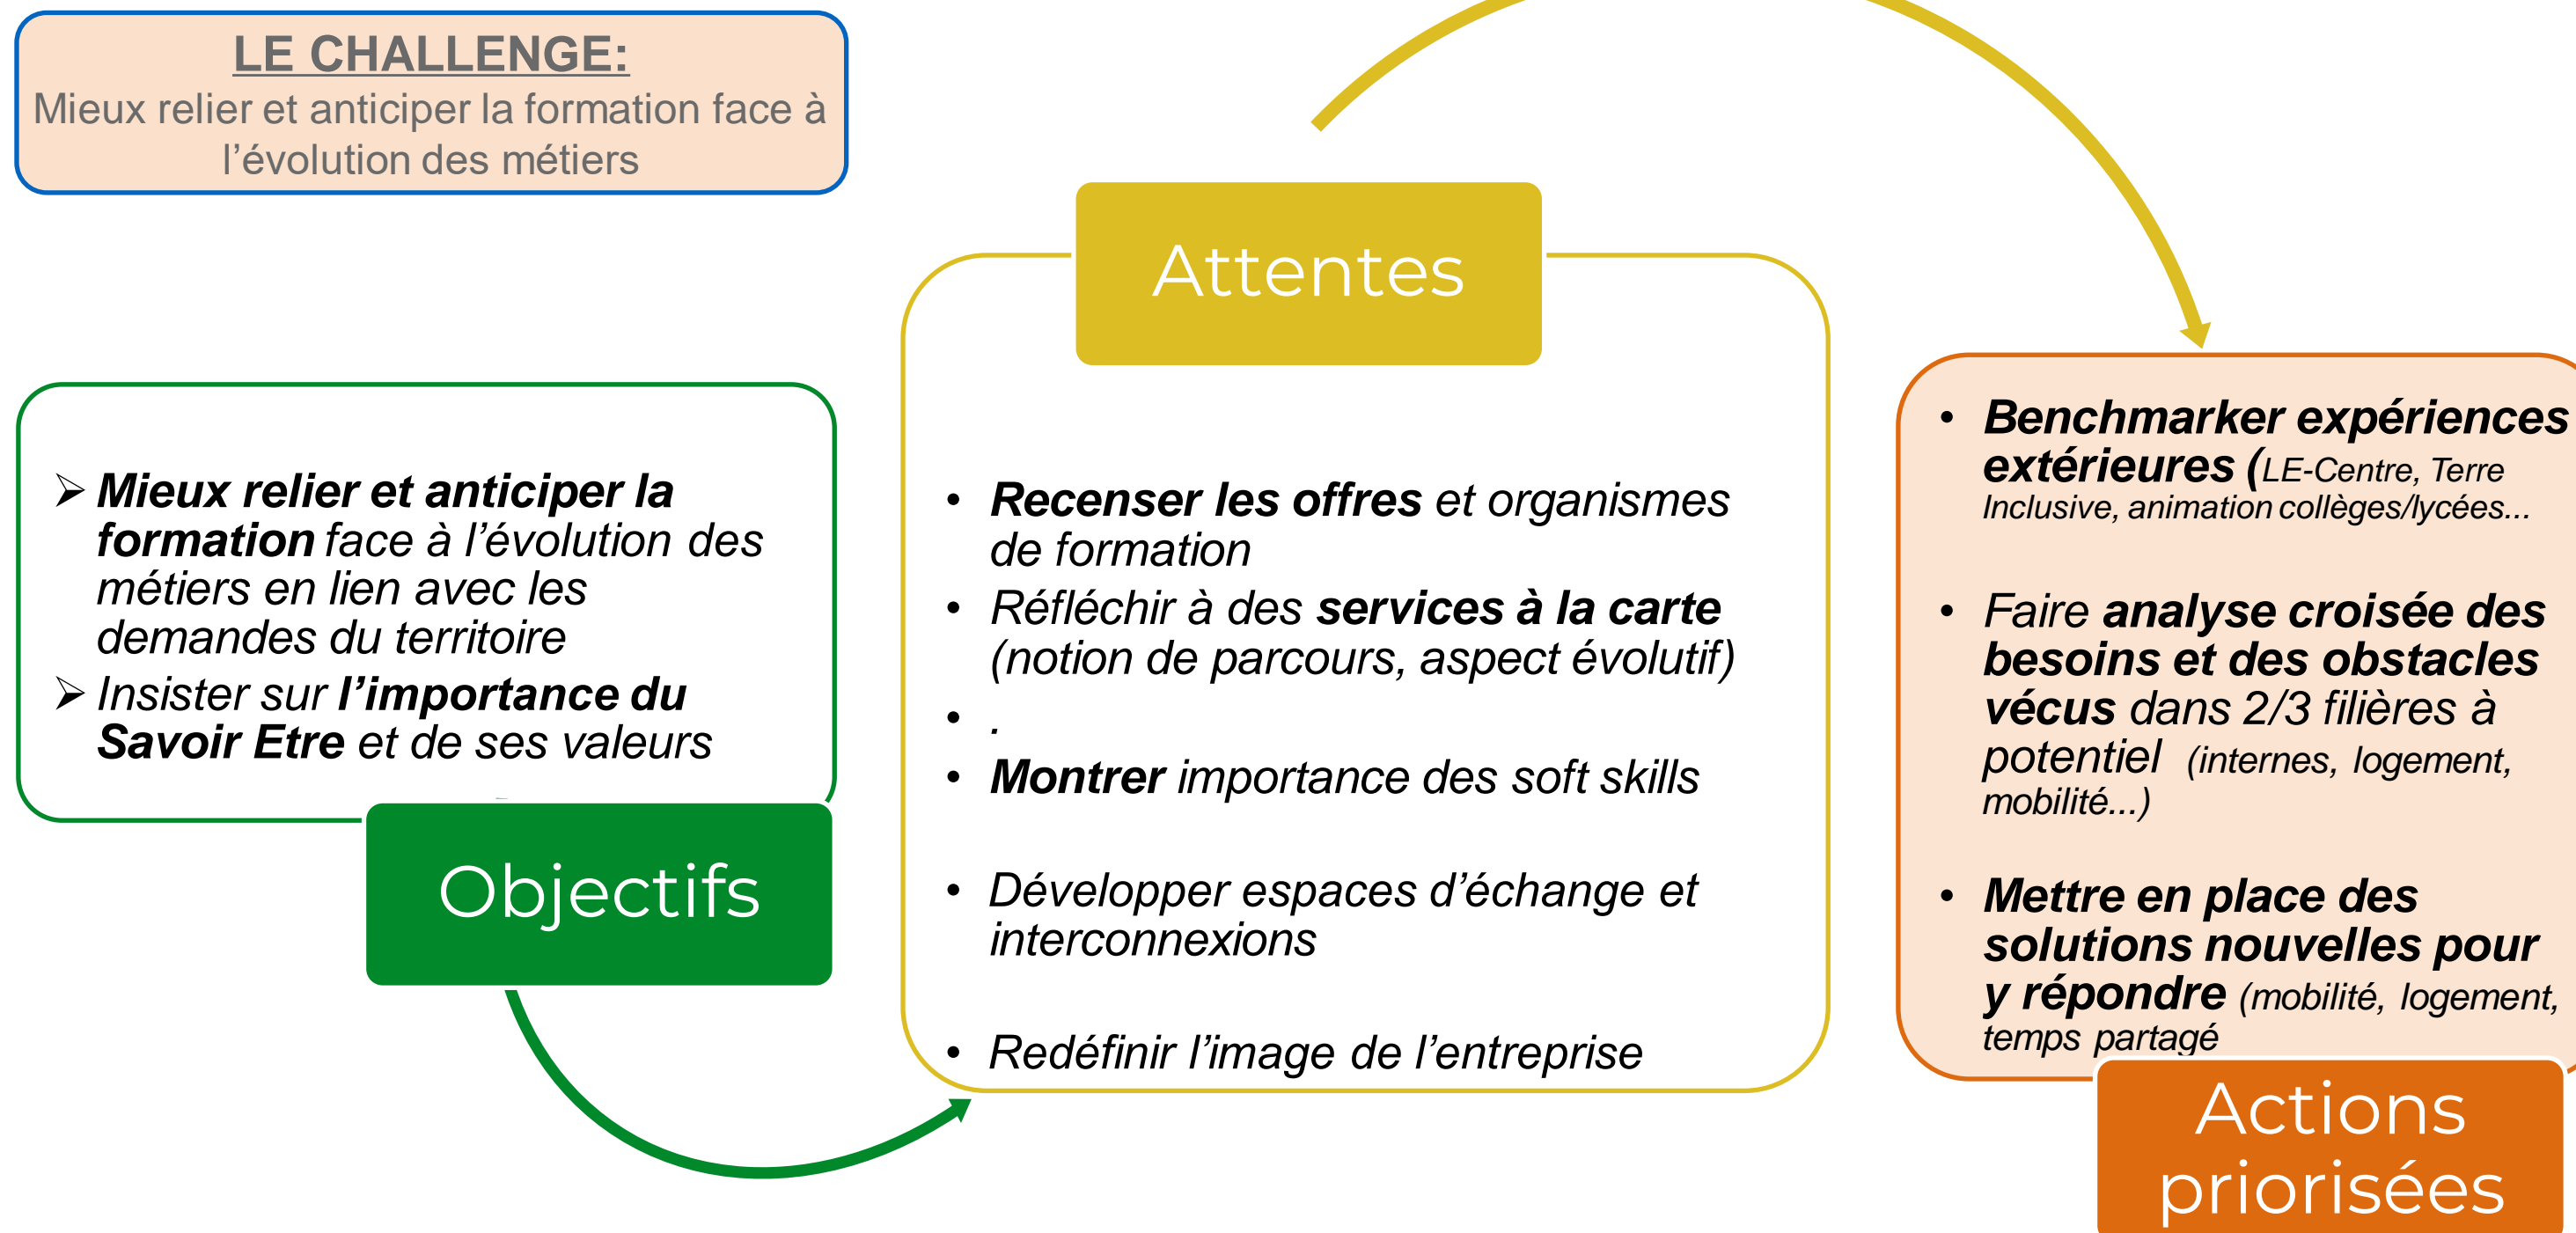 LE CHALLENGE:
Mieux relier et anticiper la formation face à
l’évolution des métiers
➢ Mieux relier et anticiper la
formation face à l’évolution des
métiers en lien avec les
demandes du territoire
➢ Insister sur l’importance du
Savoir Etre et de ses valeurs
Objectifs
Attentes
• Recenser les offres et organismes
de formation
• Réfléchir à des services à la carte
(notion de parcours, aspect évolutif)
• .
• Montrer importance des soft skills
• Développer espaces d’échange et
interconnexions
• Redéfinir l’image de l’entreprise
• Benchmarker expériences
extérieures (LE-Centre, Terre
Inclusive, animation collèges/lycées...
• Faire analyse croisée des
besoins et des obstacles
vécus dans 2/3 filières à
potentiel (internes, logement,
mobilité...)
• Mettre en place des
solutions nouvelles pour
y répondre (mobilité, logement,
temps partagé
Actions
priorisées